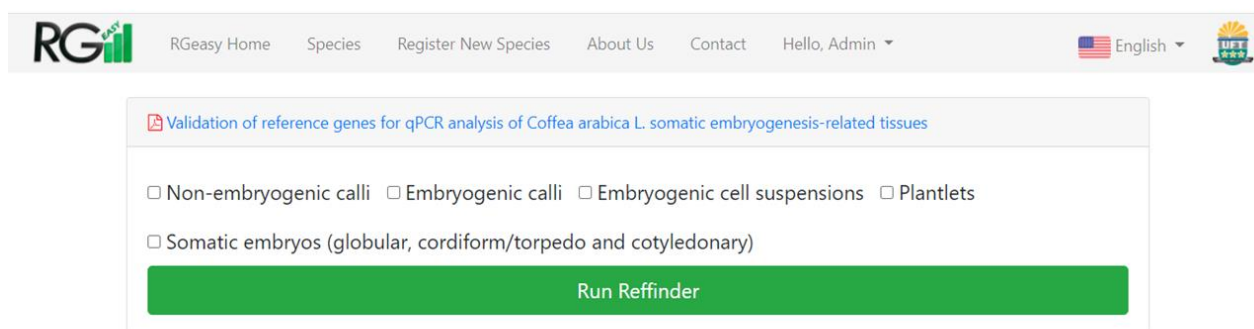 RG EASY RGeasy Home Species Register New Species About Us Contact Hello, Admin English UFT
Validation of reference genes for qPCR analysis of Coffea arabica L. somatic embryogenesis-related tissues
Non-embryogenic calli Embryogenic calli Embryogenic cell suspensions Plantlets
Somatic embryos (globular, cordiform/torpedo and cotyledonary)
Run Reffinder